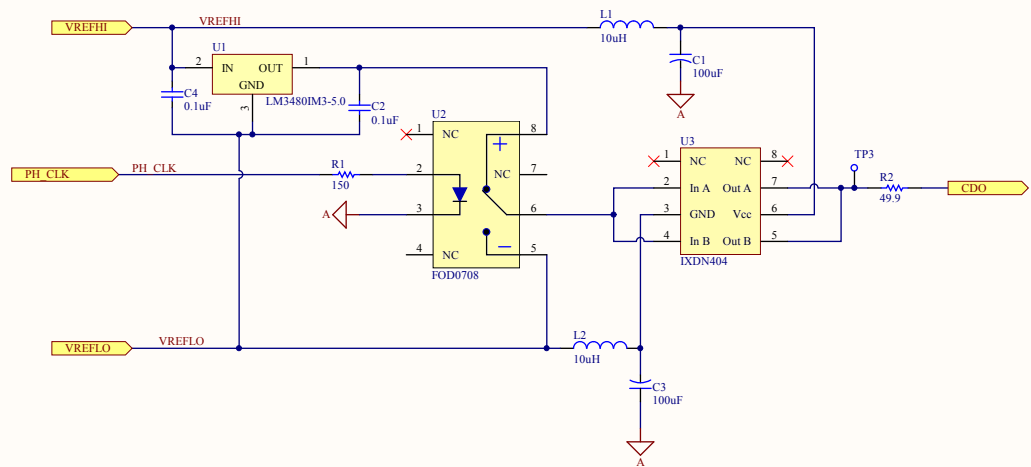 L1
VREFHI
VREFHI
10uH
U1
2
IN
OUT
1
C1
100uF
GND
C4
0.1uF
3
LM3480IM3-5.0
C2
0.1uF
A
U2
1
NC
+
8
U3
1
NC
NC
8
TP3
PH_CLK
PH_CLK
R1
150
2
NC
7
2
In A
Out A
7
R2
49.9
CDO
A
3
6
3
GND
Vcc
6
4
NC
–
5
4
In B
Out B
5
FOD0708
IXDN404
VREFLO
VREFLO
L2
10uH
C3
100uF
A